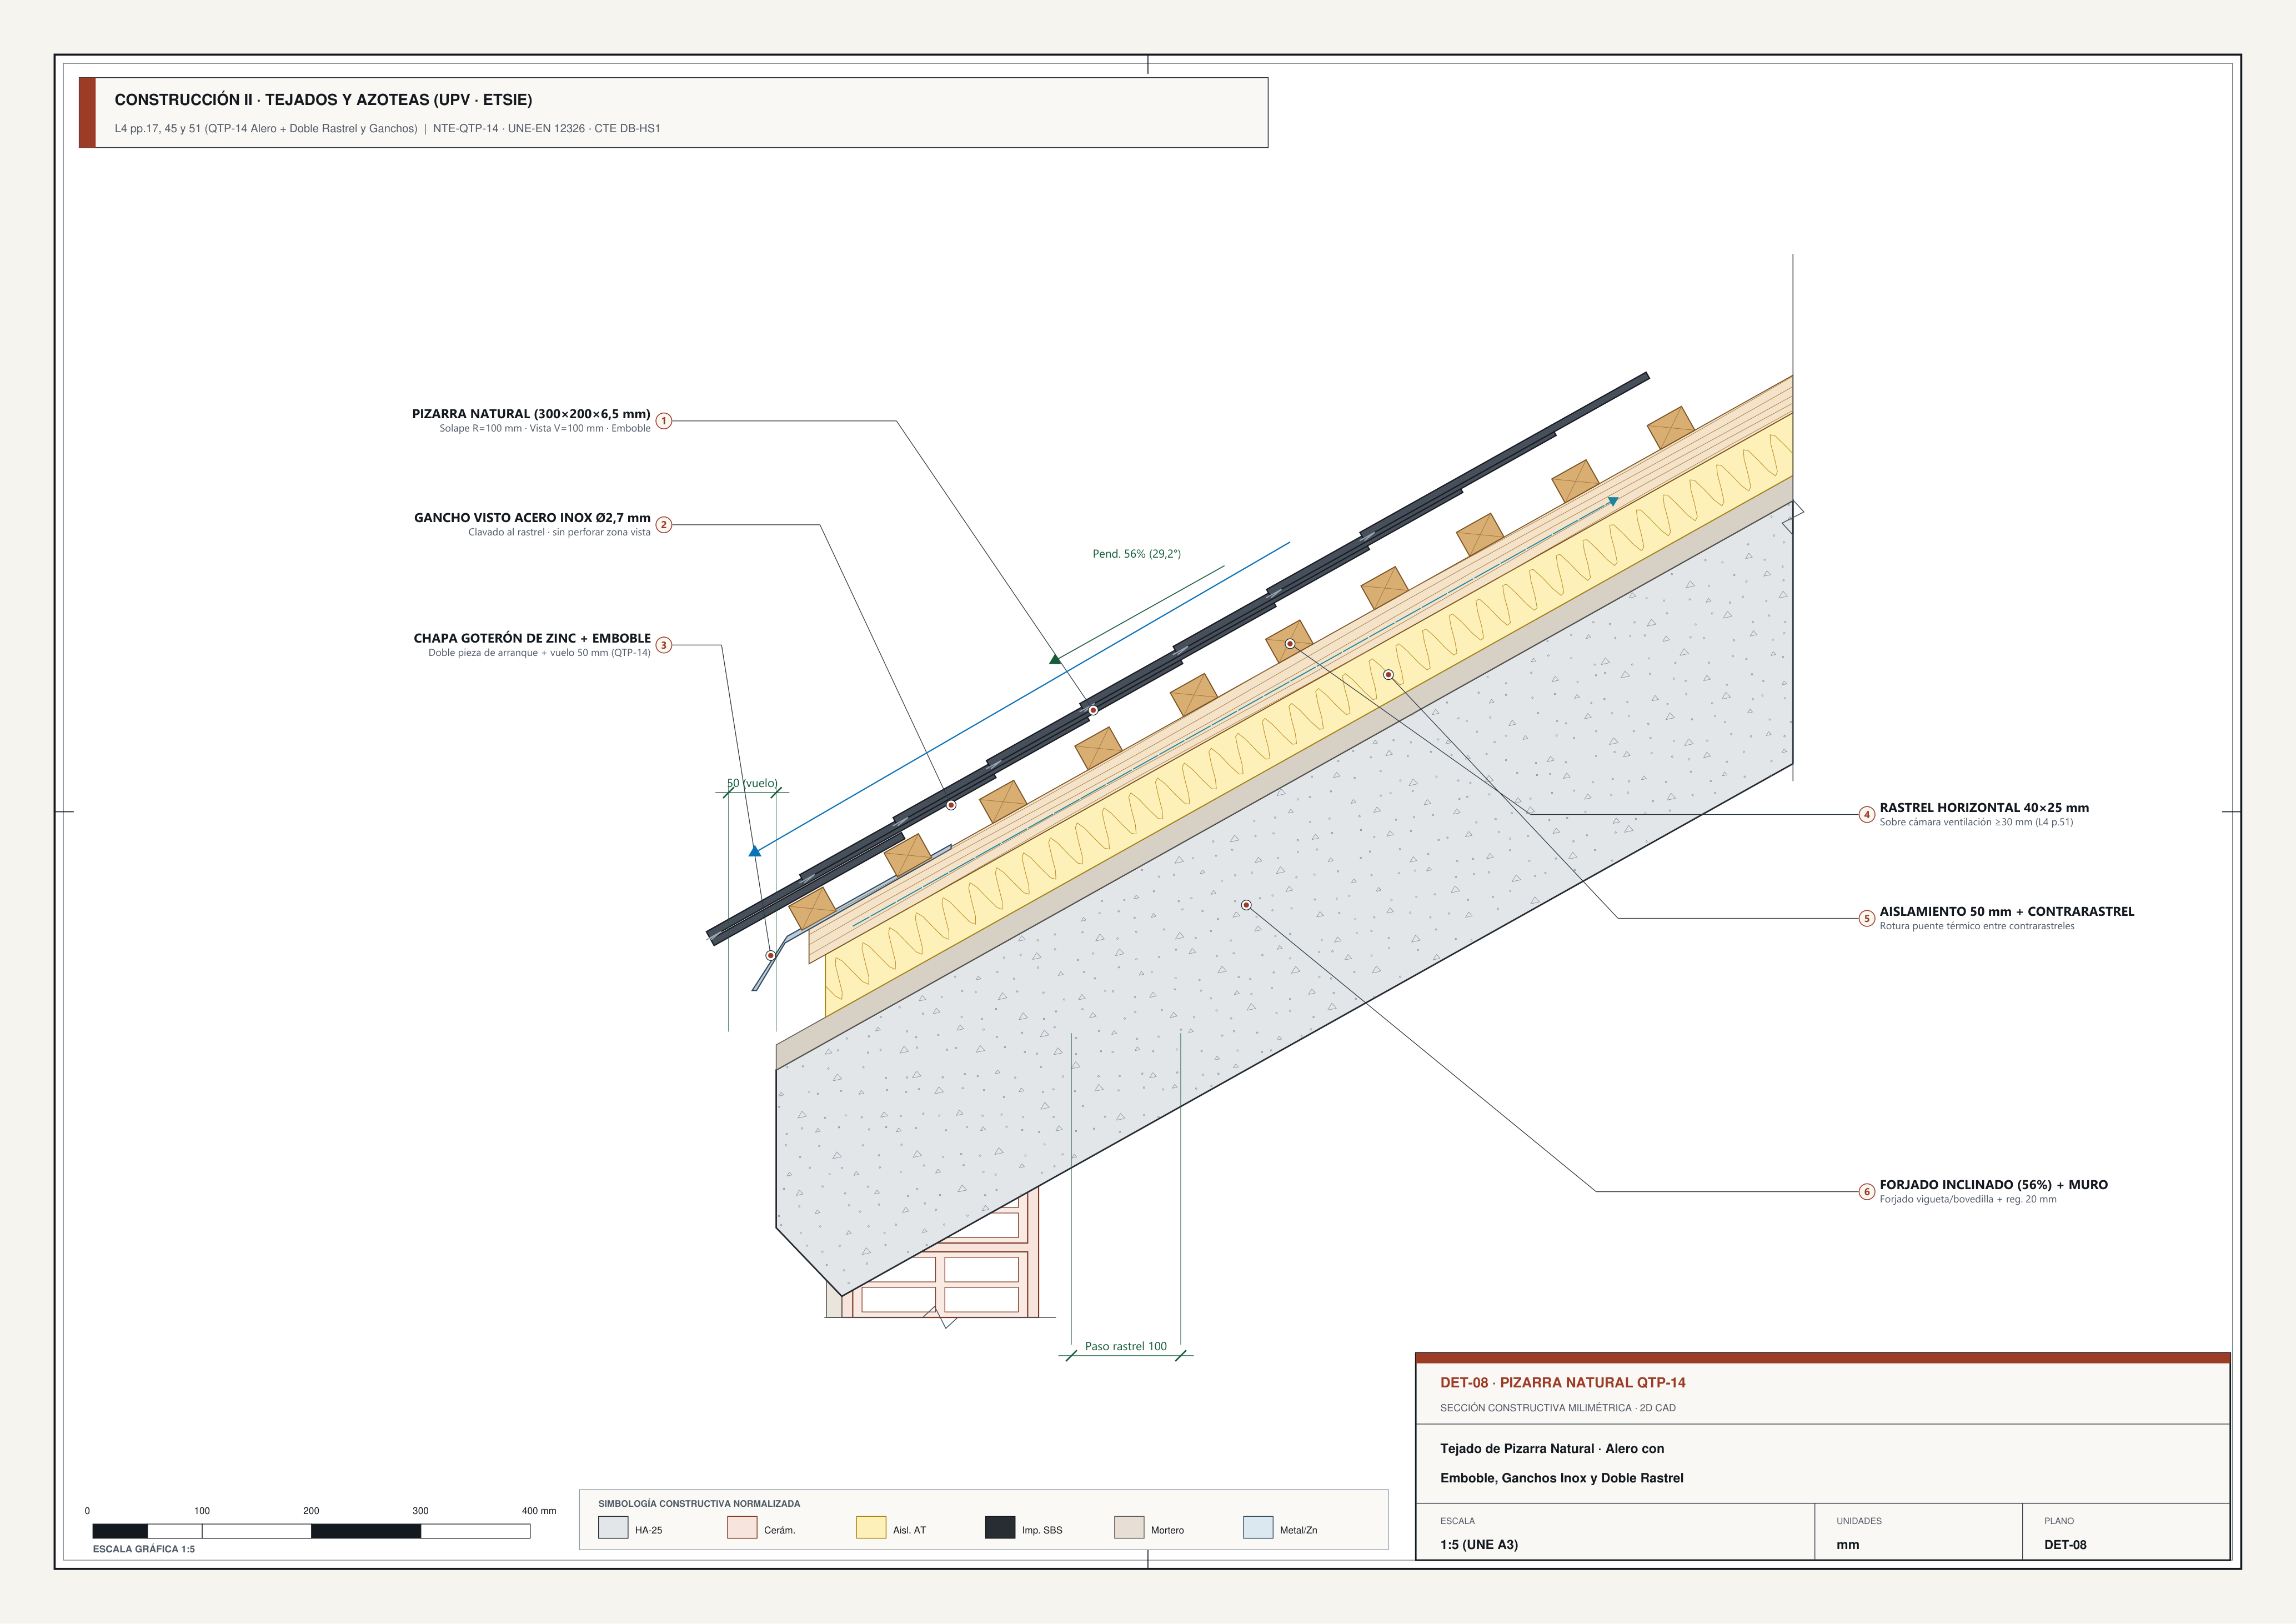 CONSTRUCCIÓN II · TEJADOS Y AZOTEAS (UPV · ETSIE)
L4 pp.17, 45 y 51 (QTP-14 Alero + Doble Rastrel y Ganchos) | NTE-QTP-14 · UNE-EN 12326 · CTE DB-HS1
PIZARRA NATURAL (300×200×6,5 mm)
Solape R=100 mm · Vista V=100 mm · Emboble
1
GANCHO VISTO ACERO INOX Ø2,7 mm
Clavado al rastrel · sin perforar zona vista
2
CHAPA GOTERÓN DE ZINC + EMBOBLE
Doble pieza de arranque + vuelo 50 mm (QTP-14)
3
Pend. 56% (29,2°)
50 (vuelo)
4
RASTREL HORIZONTAL 40×25 mm
Sobre cámara ventilación ≥30 mm (L4 p.51)
5
AISLAMIENTO 50 mm + CONTRARASTREL
Rotura puente térmico entre contrarastreles
6
FORJADO INCLINADO (56%) + MURO
Forjado vigueta/bovedilla + reg. 20 mm
Paso rastrel 100
0 100 200 300 400 mm
ESCALA GRÁFICA 1:5
SIMBOLOGÍA CONSTRUCTIVA NORMALIZADA
HA-25 Cerám. Aisl. AT Imp. SBS Mortero Metal/Zn
DET-08 · PIZARRA NATURAL QTP-14
SECCIÓN CONSTRUCTIVA MILIMÉTRICA · 2D CAD
Tejado de Pizarra Natural · Alero con
Emboble, Ganchos Inox y Doble Rastrel
ESCALA UNIDADES PLANO
1:5 (UNE A3) mm DET-08